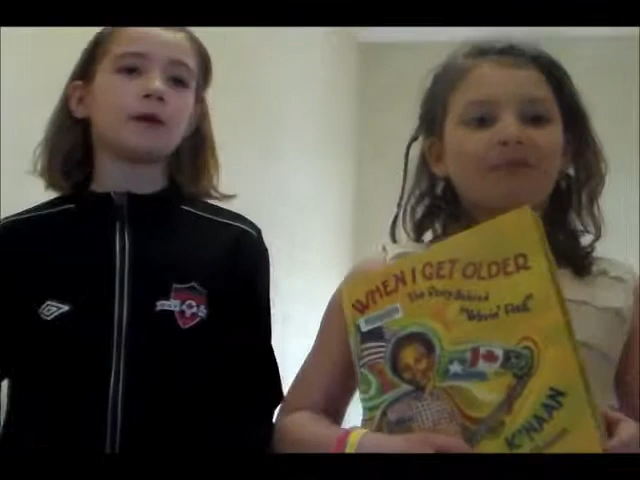 WHEN I GET OLDER
The Story Behind
"Wavin' Flag"
K'NAAN